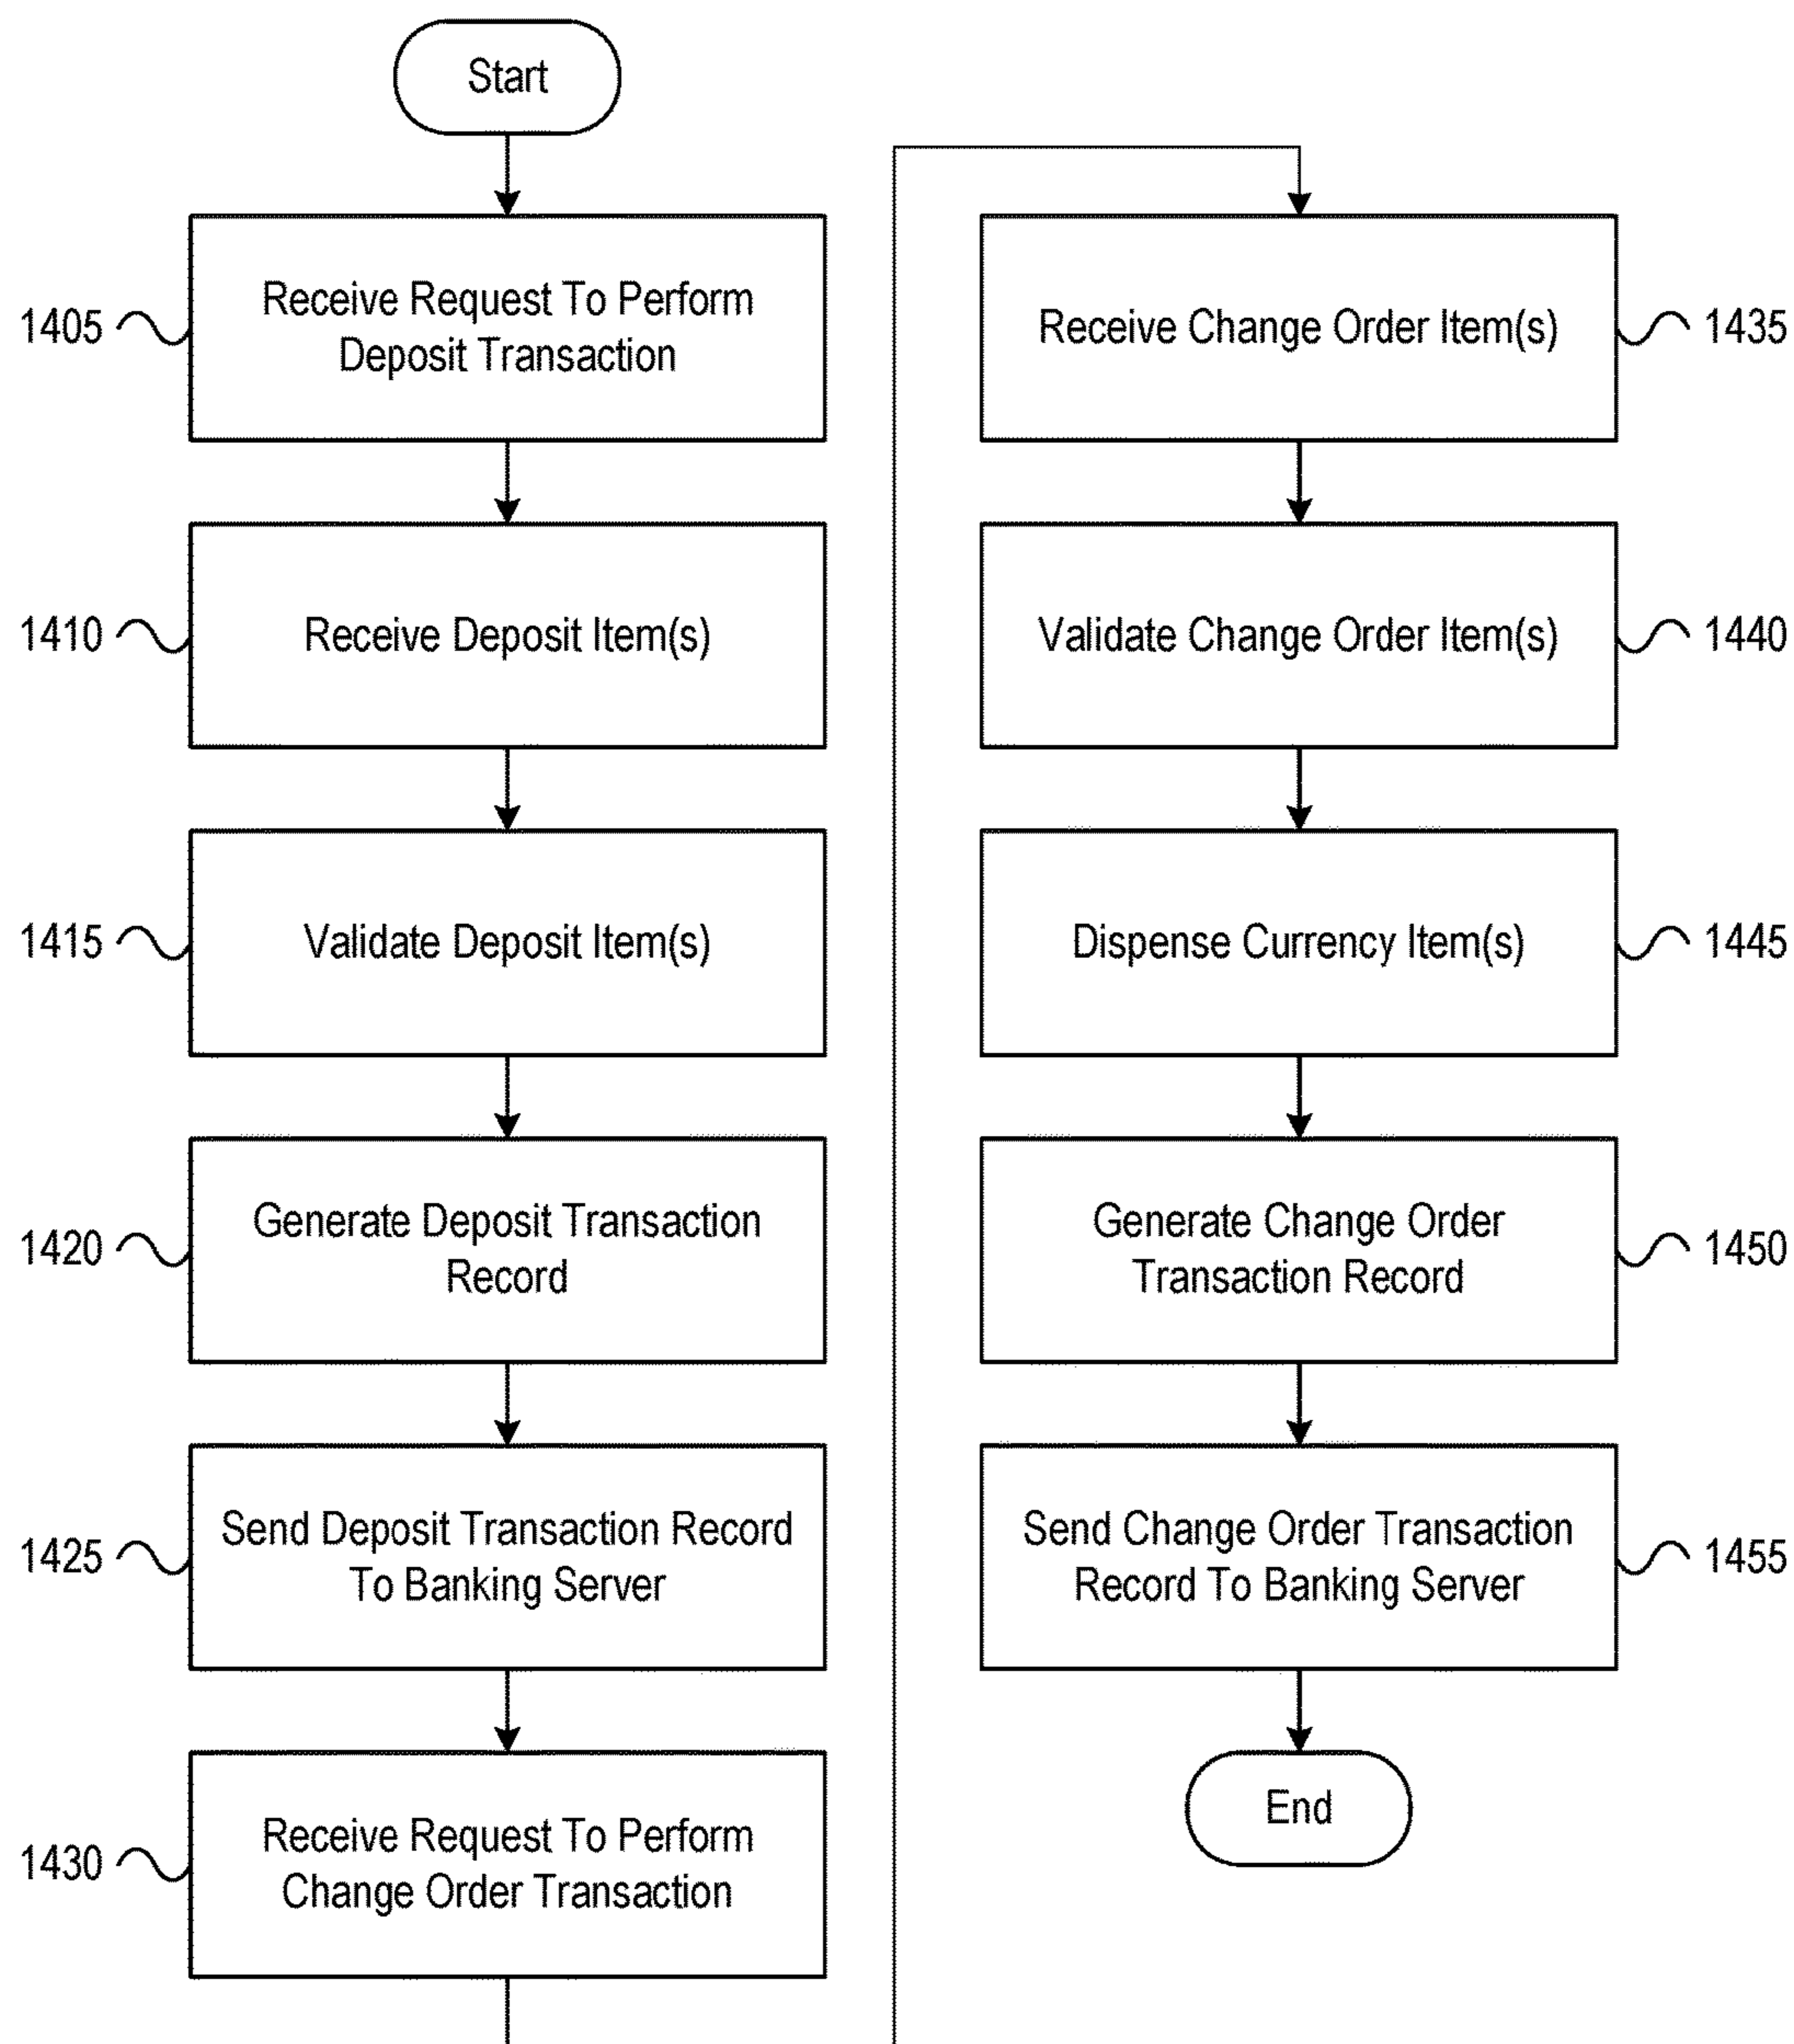 Start
1405
Receive Request To Perform
Deposit Transaction
1410
Receive Deposit Item(s)
1415
Validate Deposit Item(s)
1420
Generate Deposit Transaction
Record
1425
Send Deposit Transaction Record
To Banking Server
1430
Receive Request To Perform
Change Order Transaction
Receive Change Order Item(s)
1435
Validate Change Order Item(s)
1440
Dispense Currency Item(s)
1445
Generate Change Order
Transaction Record
1450
Send Change Order Transaction
Record To Banking Server
1455
End